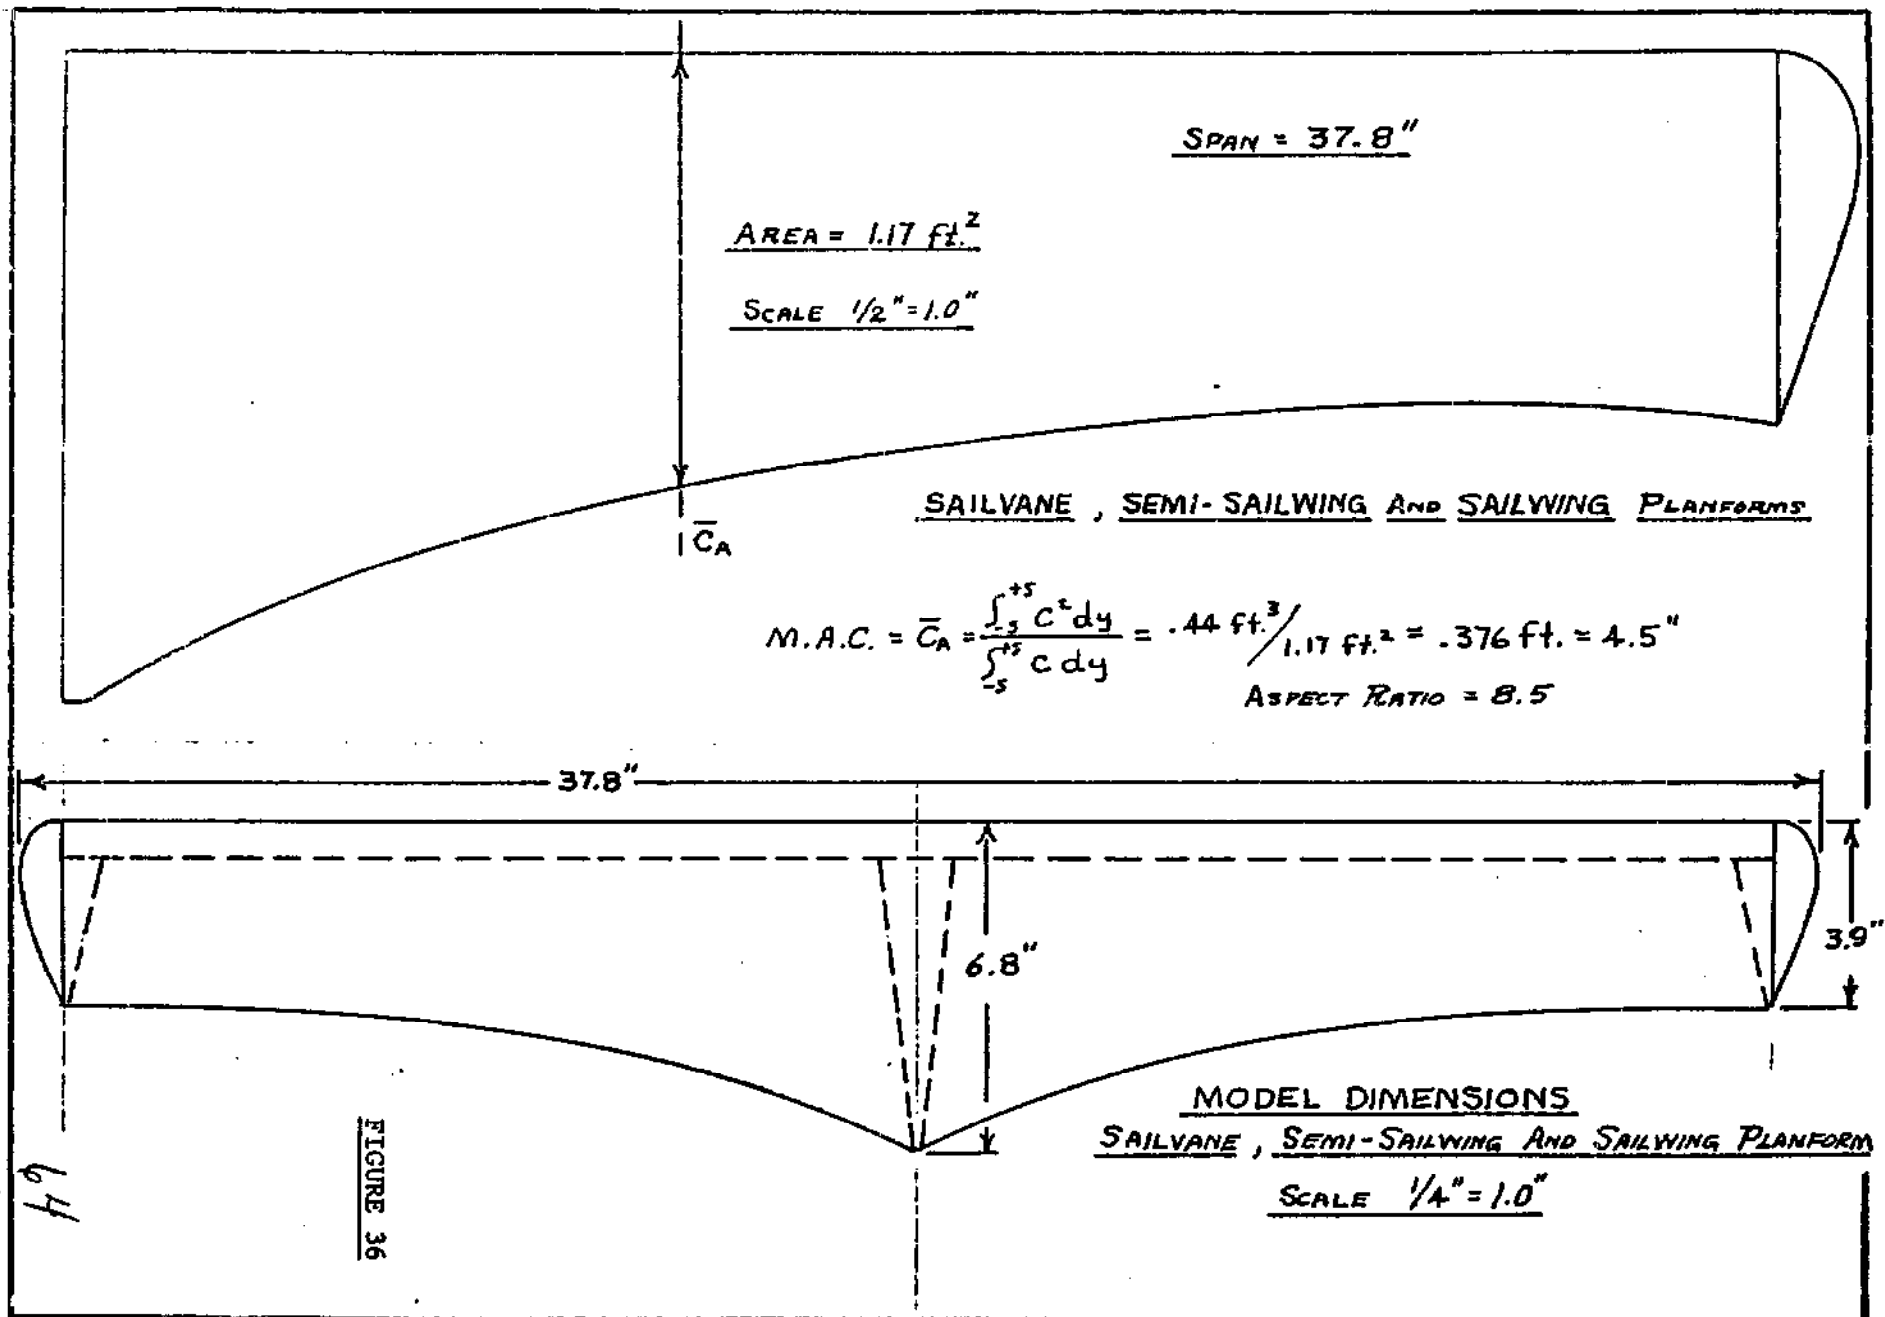 SPAN = 37.8"
AREA = 1.17 ft.²
SCALE 1/2" = 1.0"
C̅A
SAILVANE, SEMI-SAILWING AND SAILWING PLANFORMS
M.A.C. = C̅A = ∫₋ₛ⁺ˢ C² dy / ∫₋ₛ⁺ˢ C dy = .44 ft.³/1.17 ft.² = .376 ft. = 4.5"
ASPECT RATIO = 8.5
37.8"
6.8"
3.9"
MODEL DIMENSIONS
SAILVANE, SEMI-SAILWING AND SAILWING PLANFORM
SCALE 1/4" = 1.0"
FIGURE 36
64